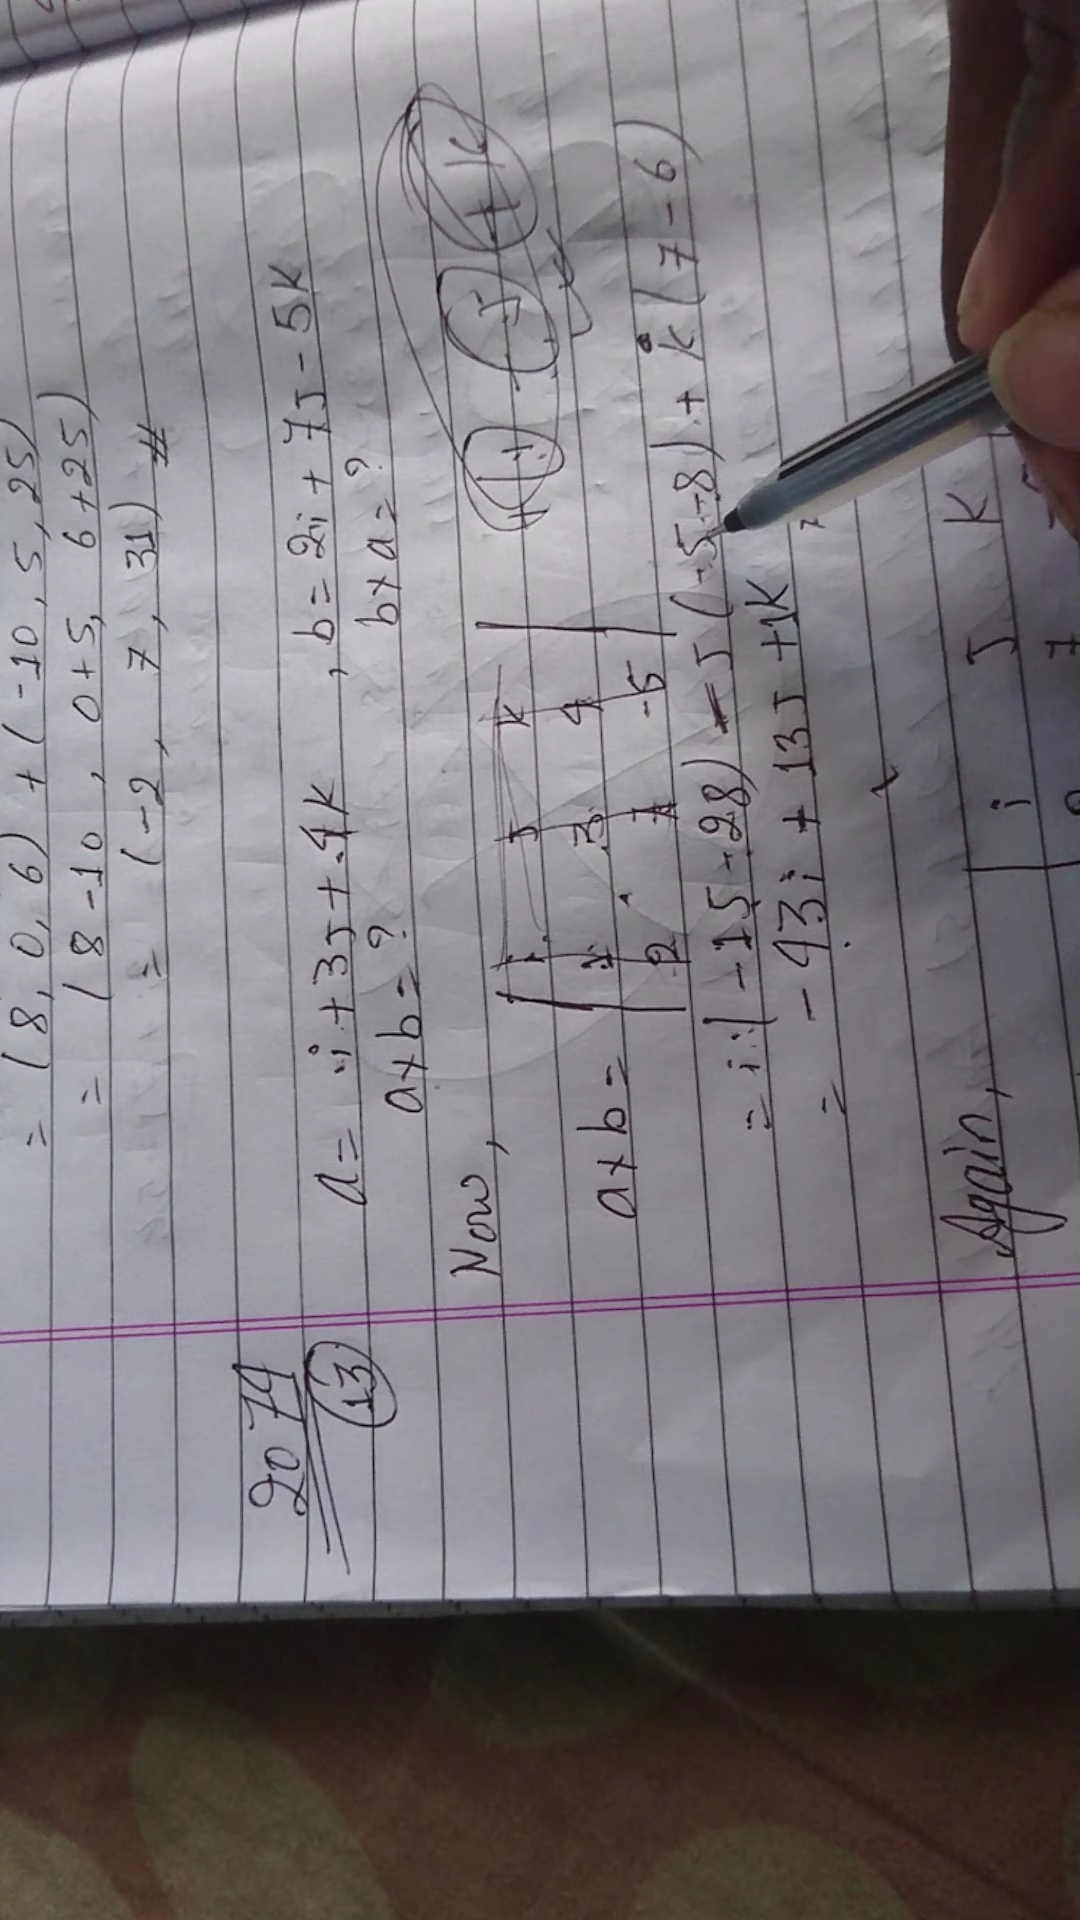 = (8, 0, 6) + (-10, 5, 25)
= (8-10, 0+5, 6+25)
= (-2, 7, 31) #
2074
(13) a = i+3J+4K, b = 2i+7J-5K
a×b=? b×a=?
Now,
+(i) - (J) + K
| i J K |
a×b = | 1 3 4 |
| 2 7 -5 |
= i(-15-28) - J(-5-8) + k(7-6)
= -43i + 13J + 1K
Again,
| i J K
7